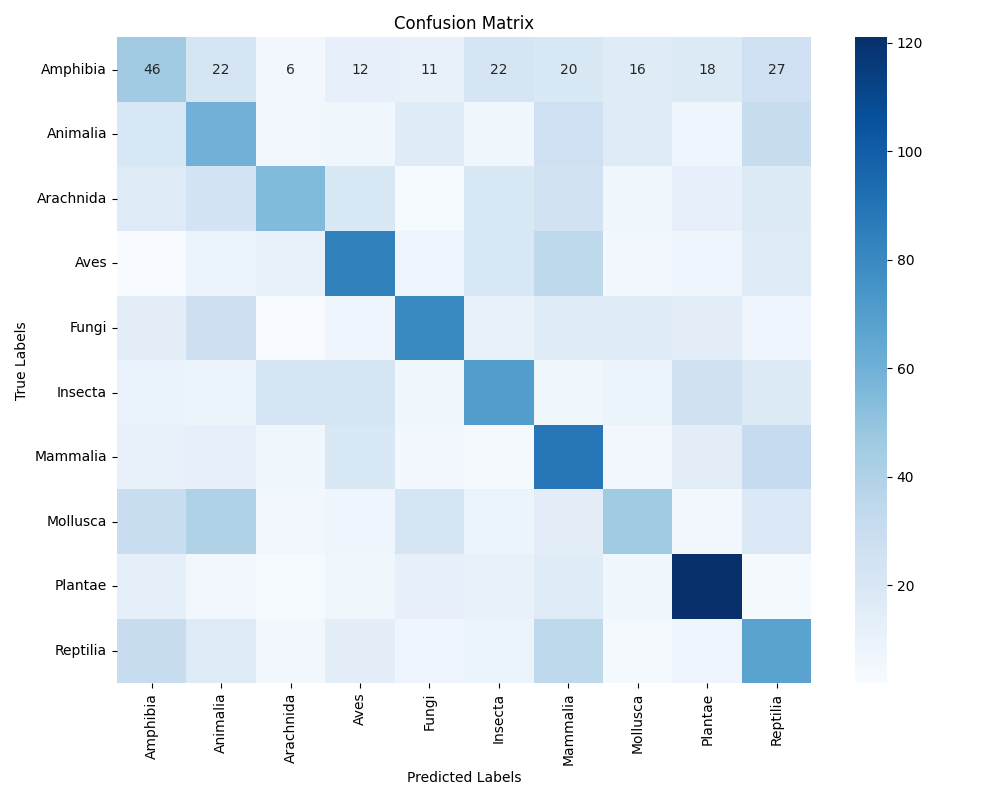 Confusion Matrix
True Labels
Amphibia 46 22 6 12 11 22 20 16 18 27
Animalia
Arachnida
Aves
Fungi
Insecta
Mammalia
Mollusca
Plantae
Reptilia
Amphibia
Animalia
Arachnida
Aves
Fungi
Insecta
Mammalia
Mollusca
Plantae
Reptilia
Predicted Labels
120
100
80
60
40
20